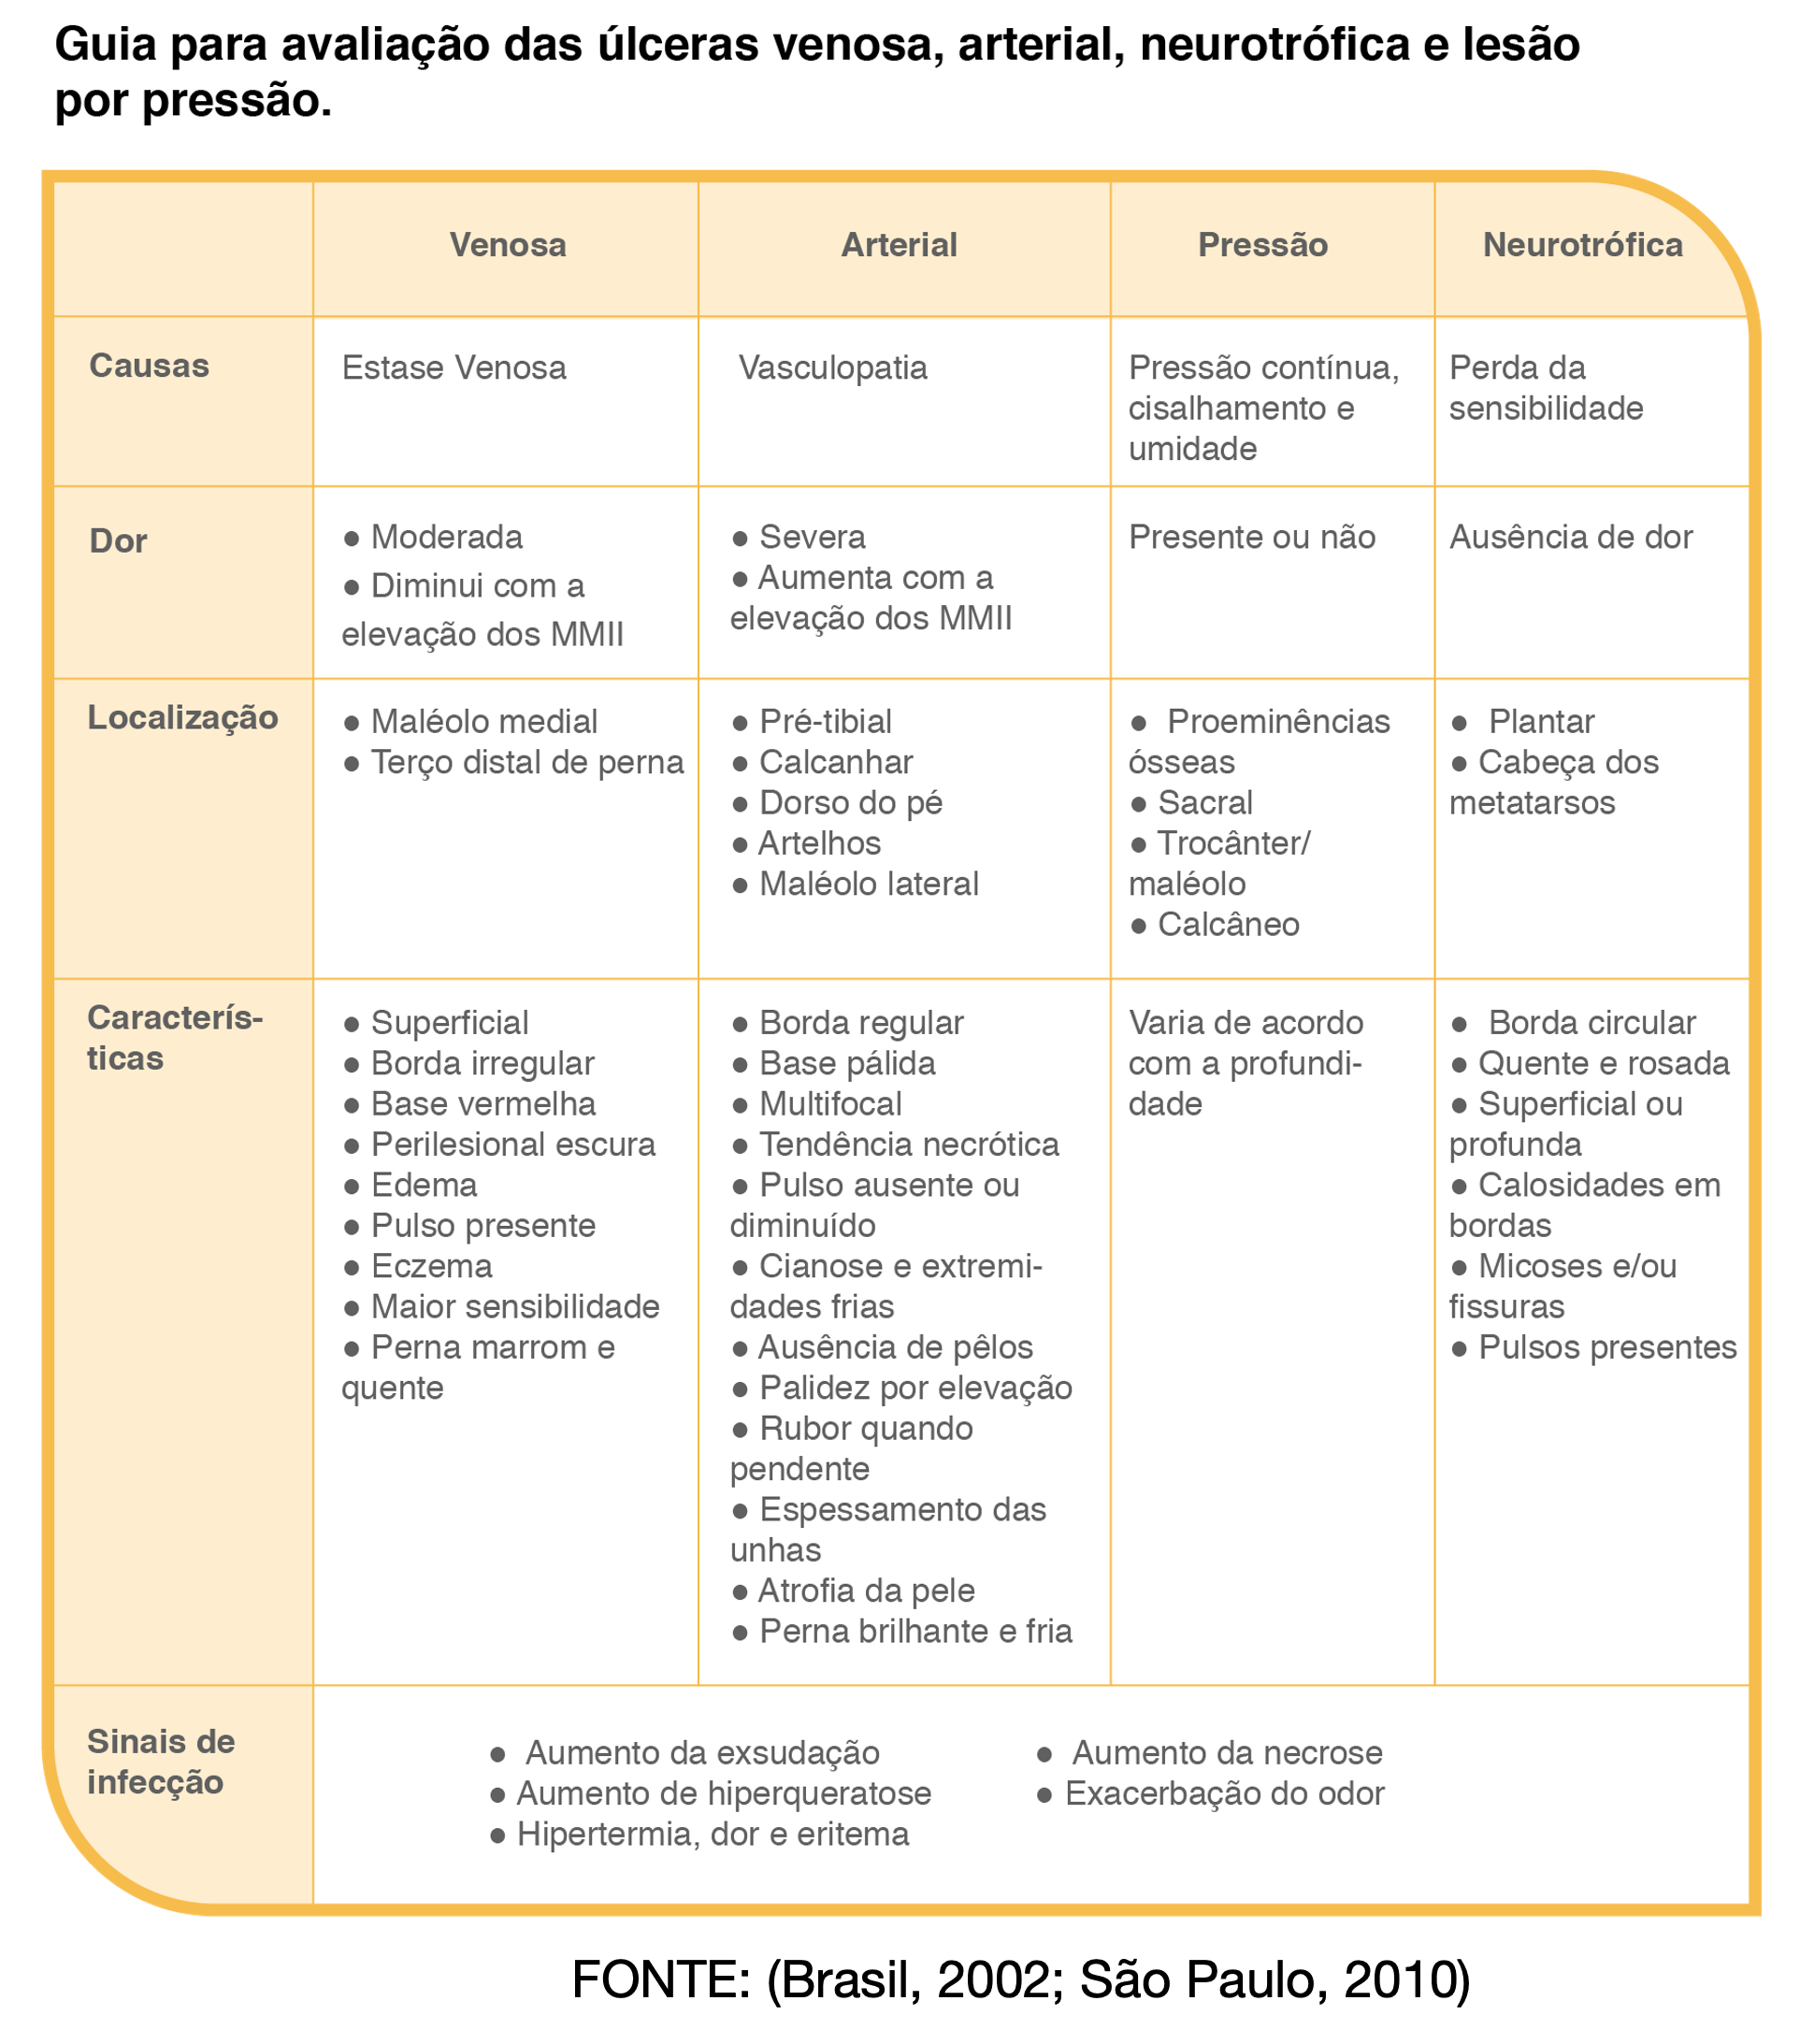 Guia para avaliação das úlceras venosa, arterial, neurotrófica e lesão
por pressão.
Venosa
Arterial
Pressão
Neurotrófica
Causas
Estase Venosa
Vasculopatia
Pressão contínua,
cisalhamento e
umidade
Perda da
sensibilidade
Dor
● Moderada
● Diminui com a
elevação dos MMII
● Severa
● Aumenta com a
elevação dos MMII
Presente ou não
Ausência de dor
Localização
● Maléolo medial
● Terço distal de perna
● Pré-tibial
● Calcanhar
● Dorso do pé
● Artelhos
● Maléolo lateral
● Proeminências
ósseas
● Sacral
● Trocânter/
maléolo
● Calcâneo
● Plantar
● Cabeça dos
metatarsos
Caracterís-
ticas
● Superficial
● Borda irregular
● Base vermelha
● Perilesional escura
● Edema
● Pulso presente
● Eczema
● Maior sensibilidade
● Perna marrom e
quente
● Borda regular
● Base pálida
● Multifocal
● Tendência necrótica
● Pulso ausente ou
diminuído
● Cianose e extremi-
dades frias
● Ausência de pêlos
● Palidez por elevação
● Rubor quando
pendente
● Espessamento das
unhas
● Atrofia da pele
● Perna brilhante e fria
Varia de acordo
com a profundi-
dade
● Borda circular
● Quente e rosada
● Superficial ou
profunda
● Calosidades em
bordas
● Micoses e/ou
fissuras
● Pulsos presentes
Sinais de
infecção
● Aumento da exsudação
● Aumento de hiperqueratose
● Hipertermia, dor e eritema
● Aumento da necrose
● Exacerbação do odor
FONTE: (Brasil, 2002; São Paulo, 2010)